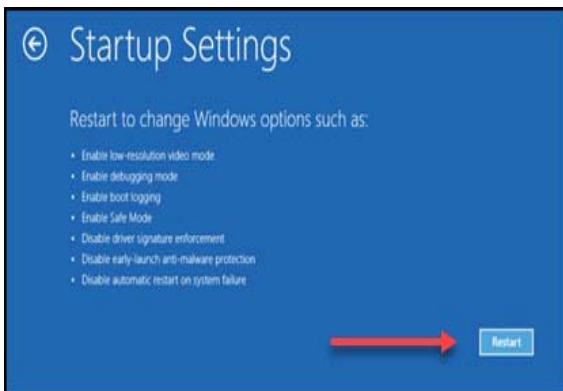 Startup Settings
Restart to change Windows options such as:
• Enable low-resolution video mode
• Enable debugging mode
• Enable boot logging
• Enable Safe Mode
• Disable driver signature enforcement
• Disable early-launch anti-malware protection
• Disable automatic restart on system failure
Restart